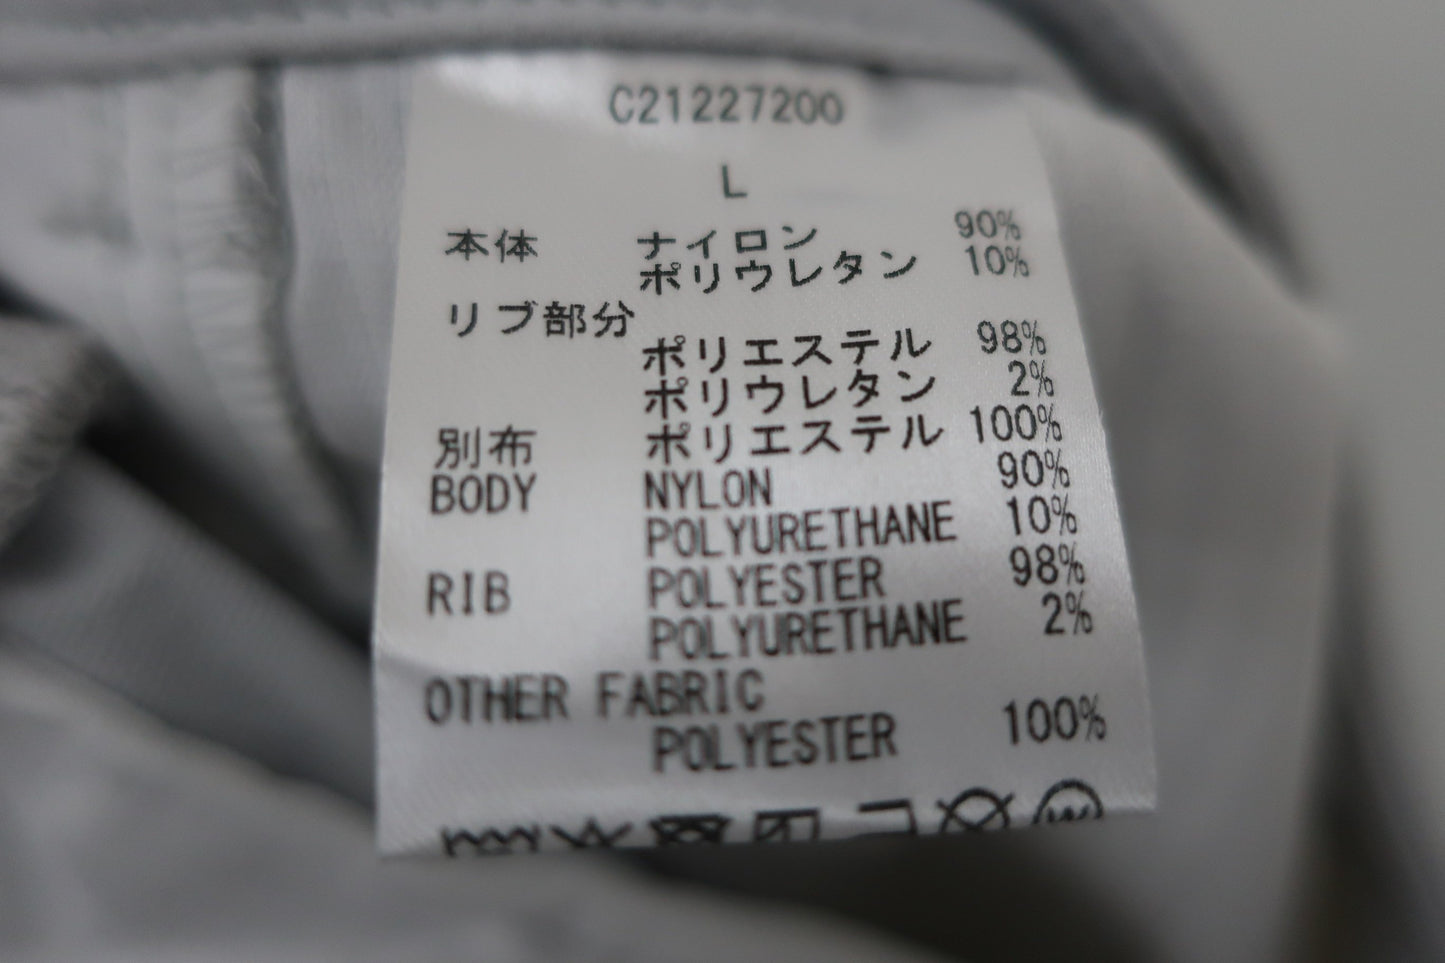 C21227200
L
本体 ナイロン 90%
ポリウレタン 10%
リブ部分
ポリエステル 98%
ポリウレタン 2%
別布 ポリエステル 100%
BODY NYLON 90%
POLYURETHANE 10%
RIB POLYESTER 98%
POLYURETHANE 2%
OTHER FABRIC
POLYESTER 100%